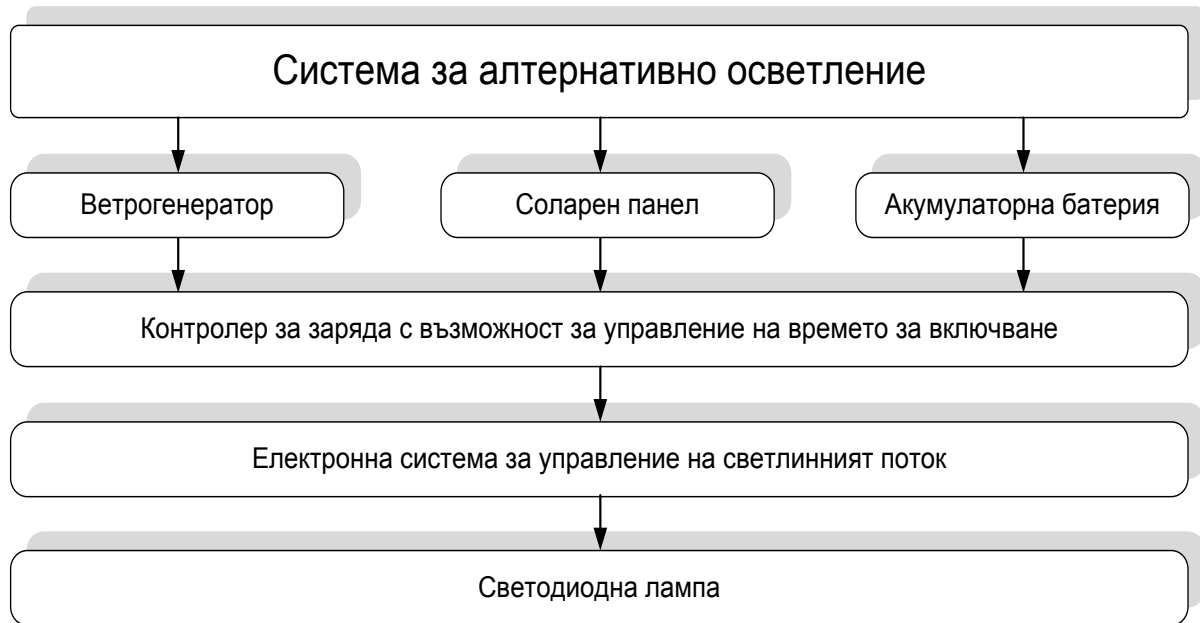 Система за алтернативно осветление
Ветрогенератор
Соларен панел
Акумулаторна батерия
Контролер за заряда с възможност за управление на времето за включване
Електронна система за управление на светлинният поток
Светодиодна лампа